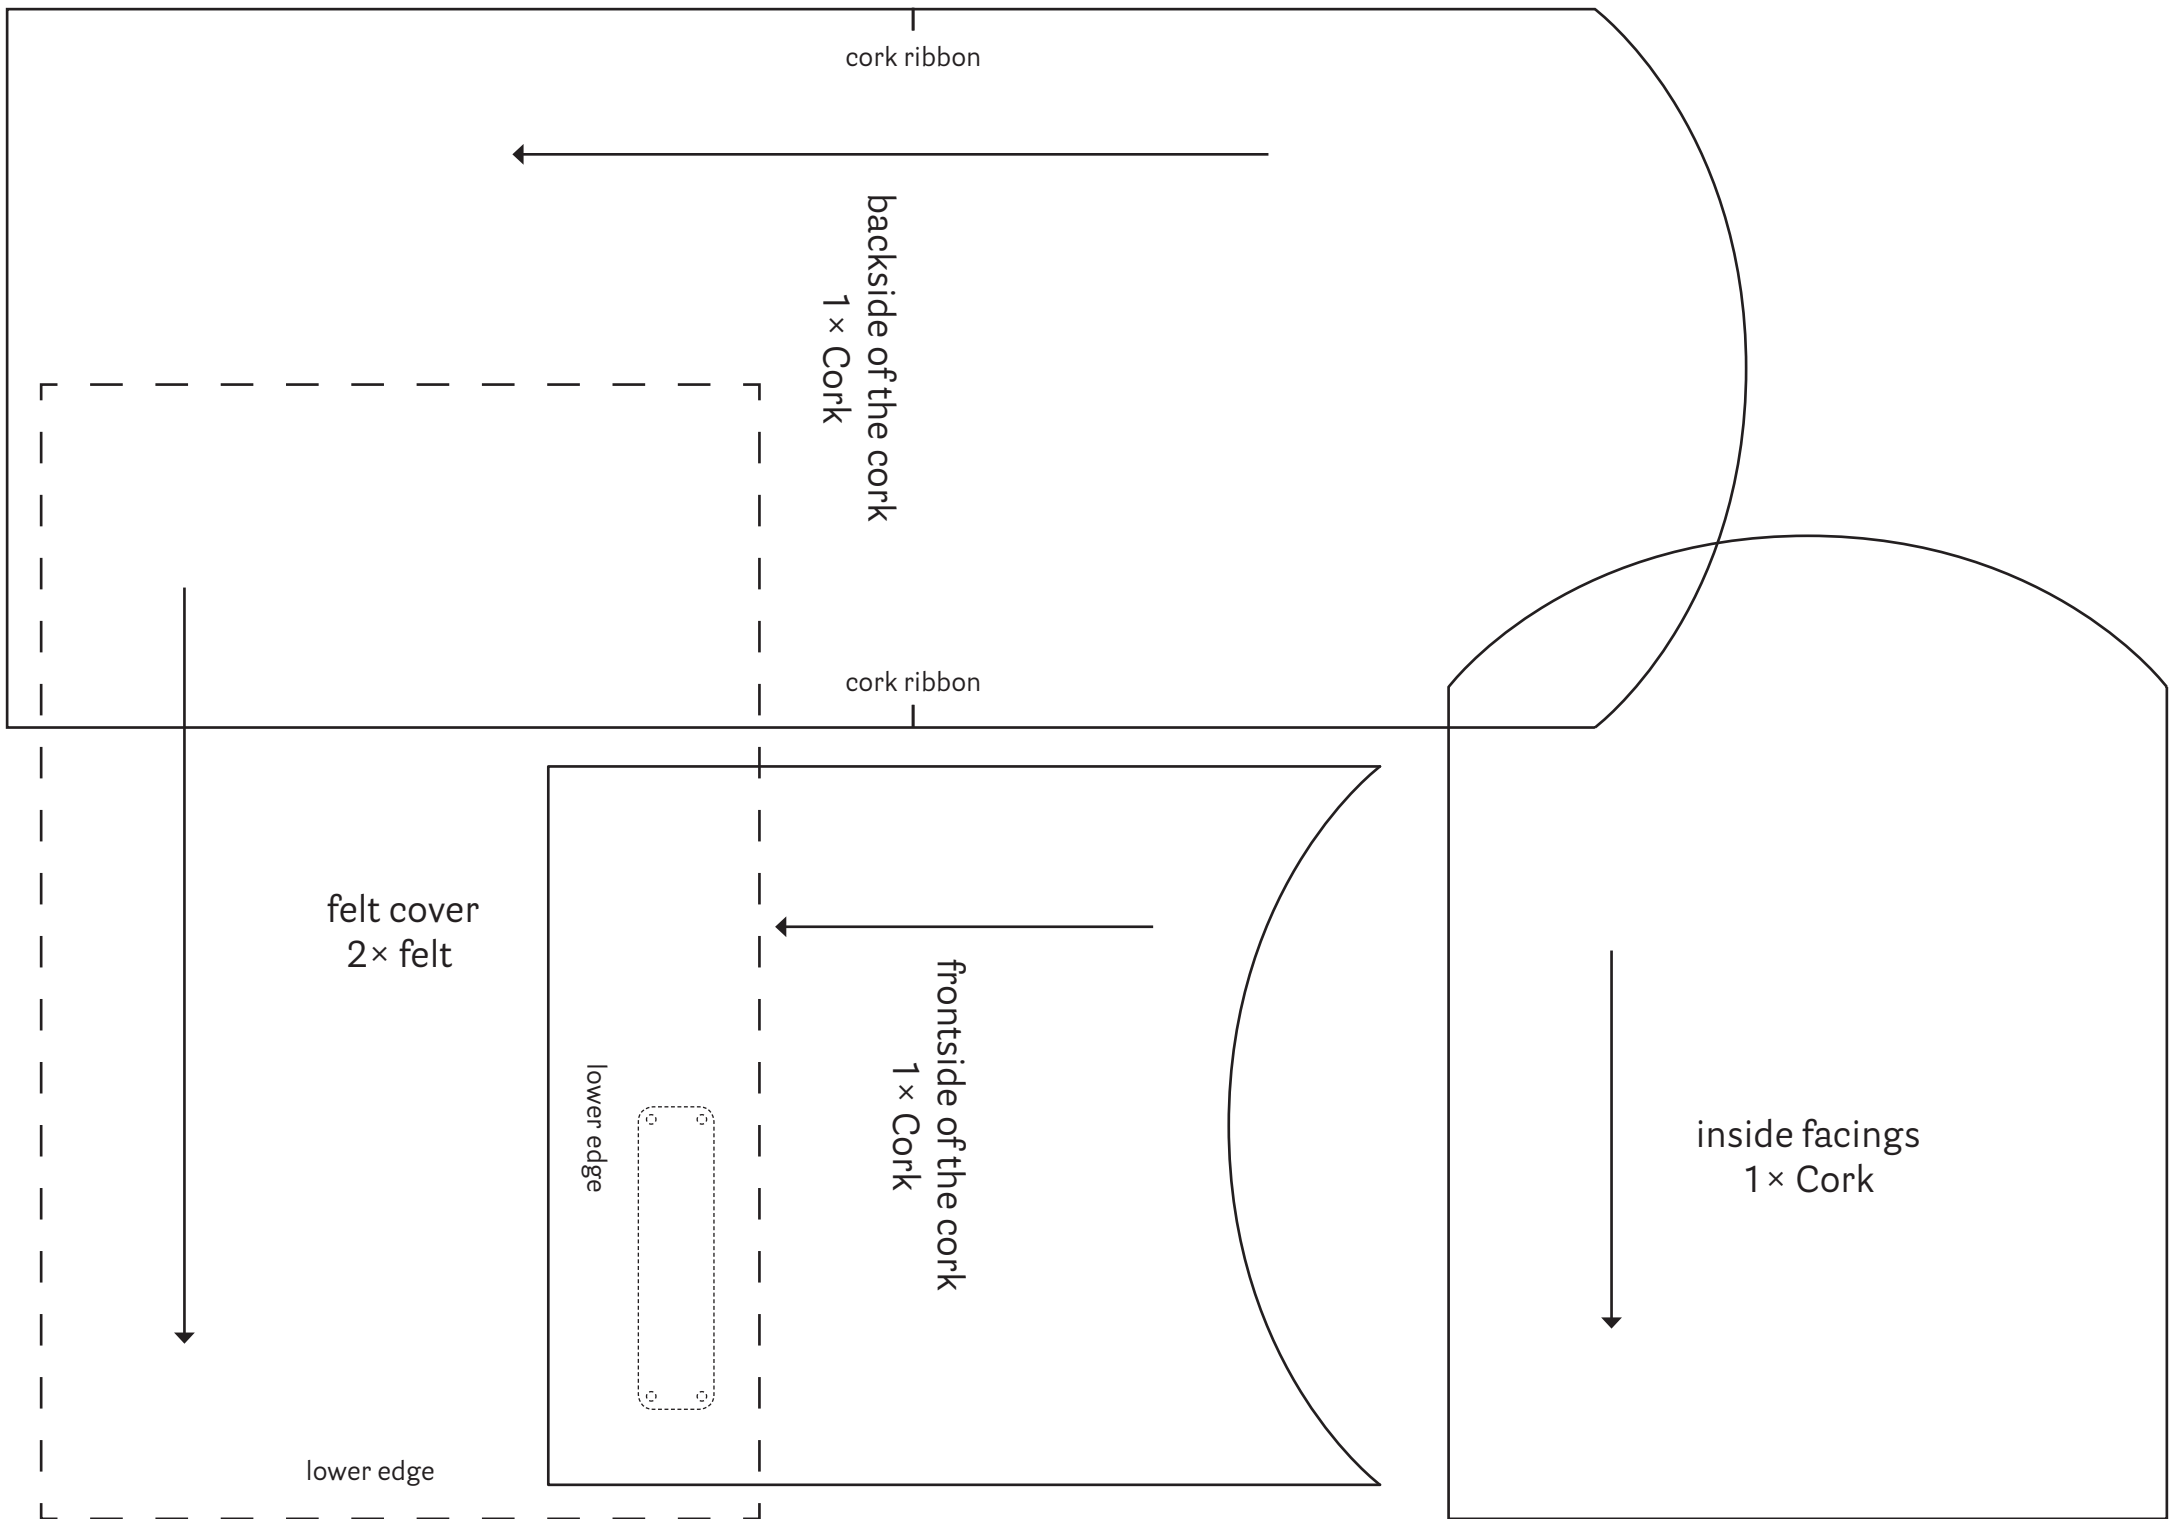 cork ribbon
backside of the cork
1× Cork
cork ribbon
felt cover
2× felt
lower edge
frontside of the cork
1× Cork
lower edge
inside facings
1× Cork